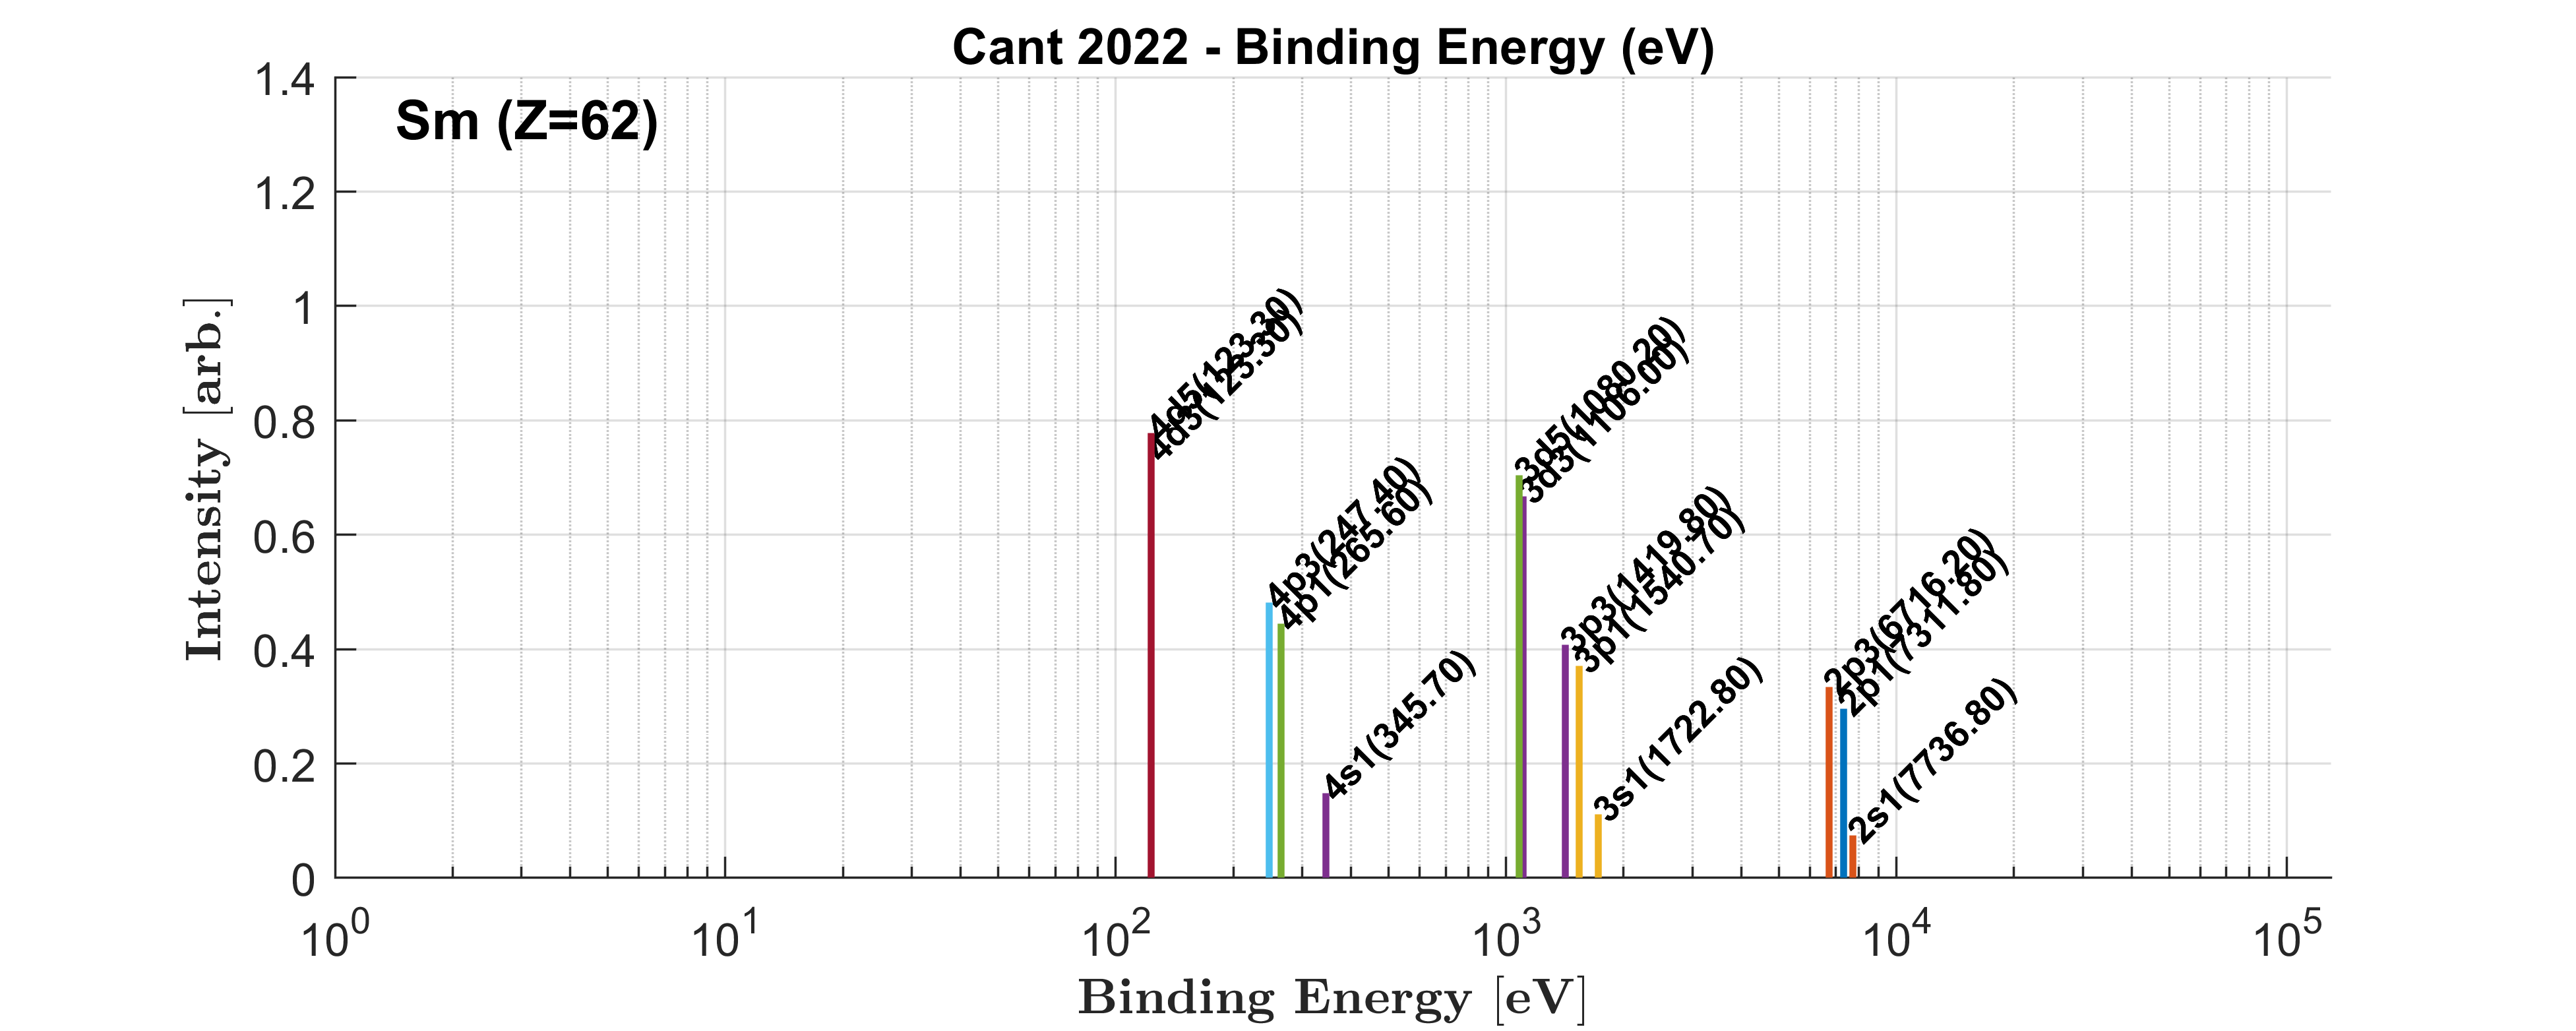 Cant 2022 - Binding Energy (eV)
Sm (Z=62)
1.4
1.2
1
0.8
0.6
0.4
0.2
0
Intensity [arb.]
4d5(123.30)
4d3(123.30)
4p3(247.40)
4p1(265.60)
4s1(345.70)
3d5(1080.20)
3d3(1106.00)
3p3(1419.80)
3p1(1540.70)
3s1(1722.80)
2p3(6716.20)
2p1(7311.80)
2s1(7736.80)
10^0
10^1
10^2
10^3
10^4
10^5
Binding Energy [eV]